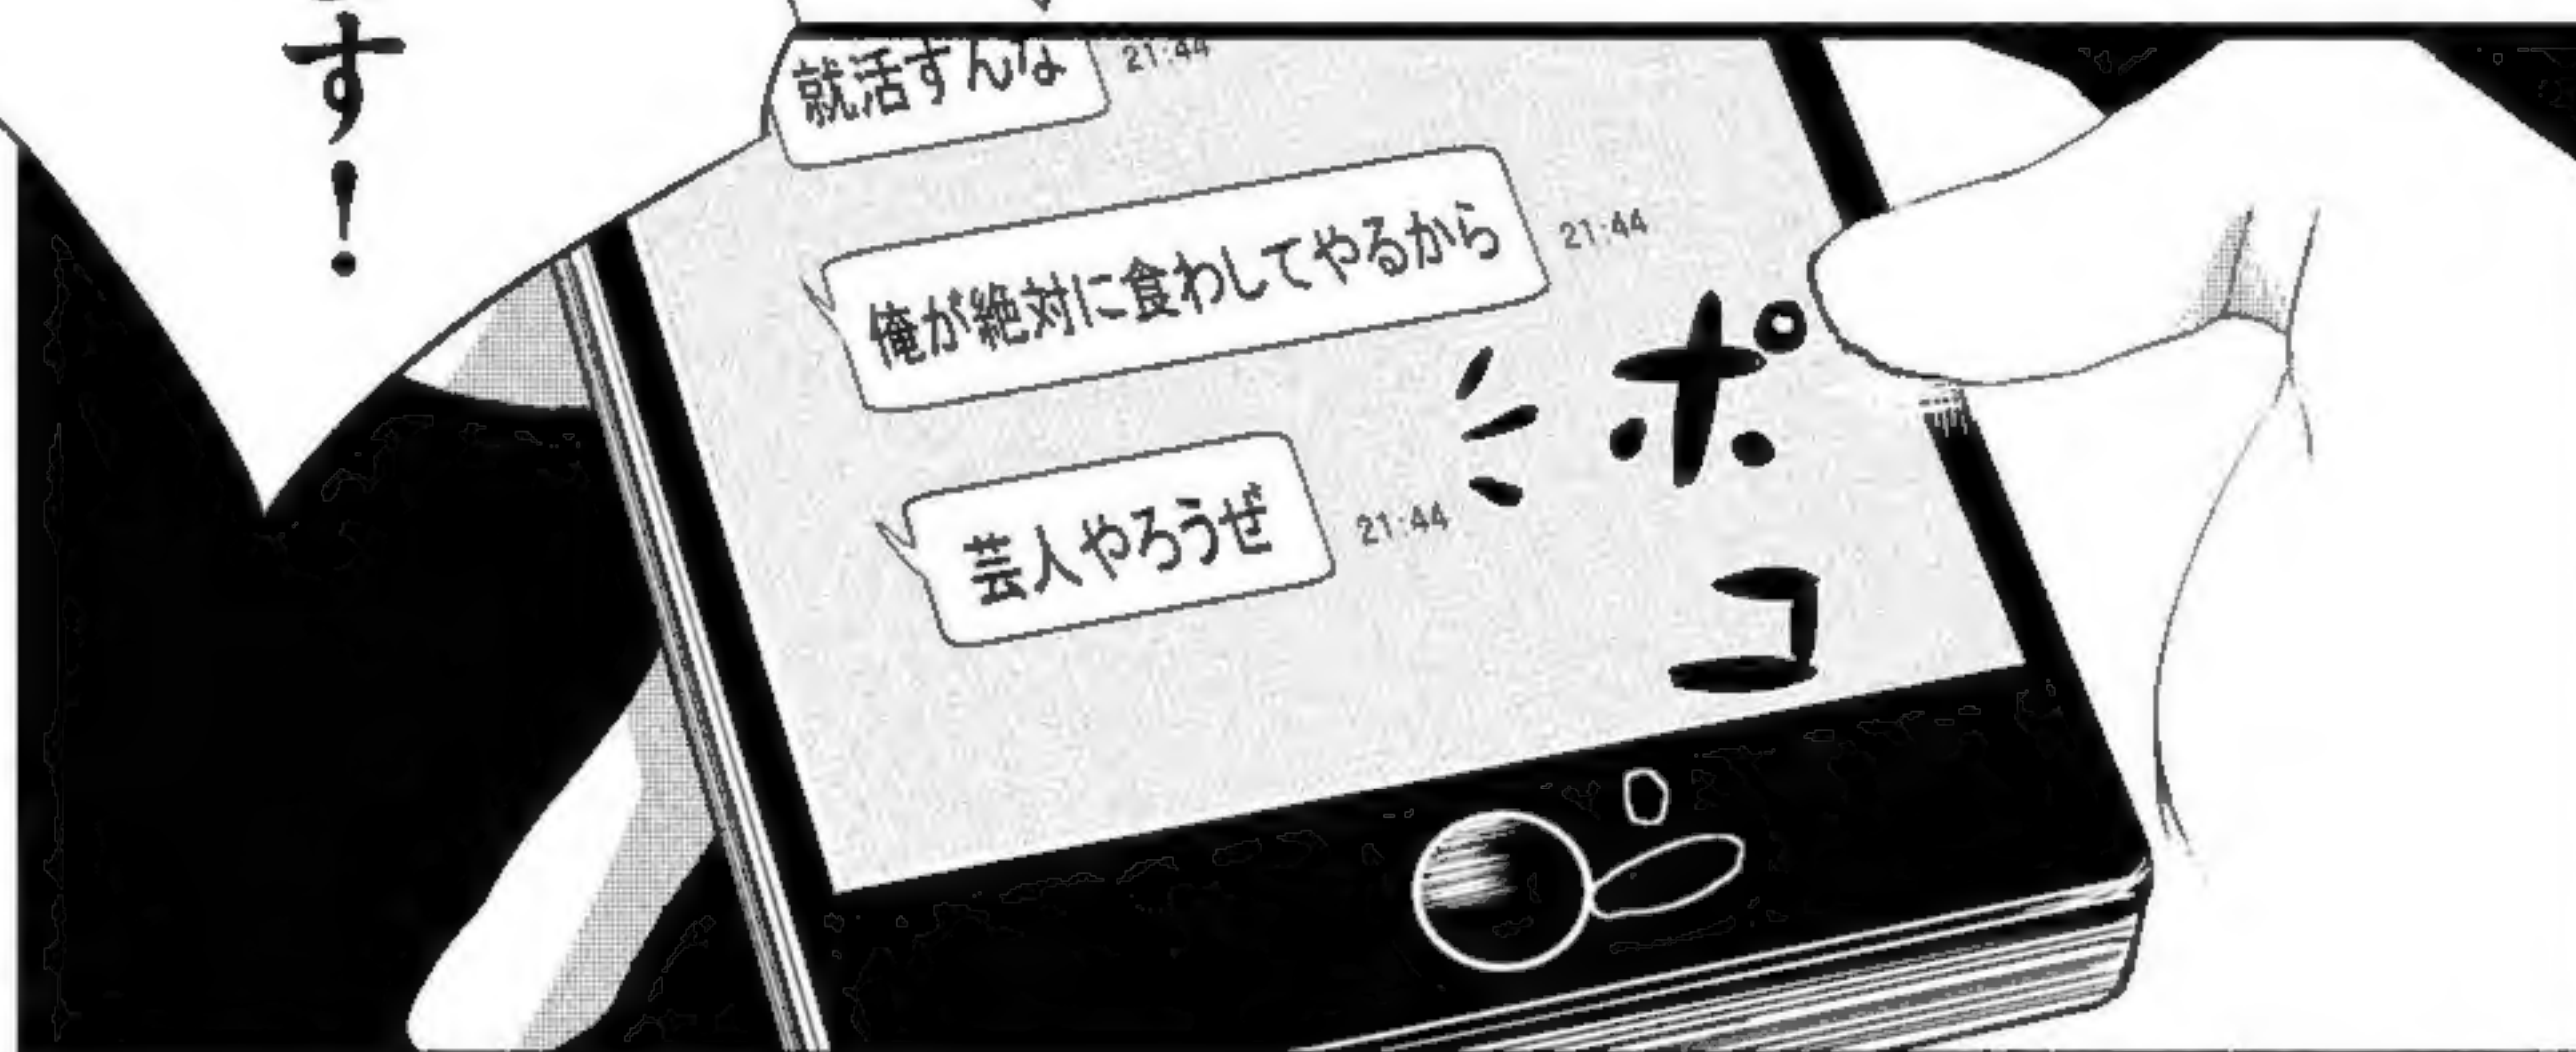 就活すんな 21:44
俺が絶対に食わしてやるから 21:44
芸人やろうぜ 21:44
ポコ
す！